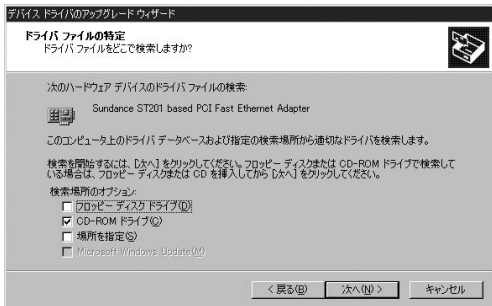 デバイス ドライバのアップグレード ウィザード
ドライバ ファイルの特定
ドライバ ファイルをどこで検索しますか?
次のハードウェア デバイスのドライバ ファイルの検索:
Sundance ST201 based PCI Fast Ethernet Adapter
このコンピュータ上のドライバ データベースおよび指定の検索場所から適切なドライバを検索します。
検索を開始するには、[次へ] をクリックしてください。フロッピー ディスクまたは CD-ROM ドライブで検索して
いる場合は、フロッピー ディスクまたは CD を挿入してから [次へ] をクリックしてください。
検索場所のオプション:
フロッピー ディスク ドライブ(D)
CD-ROM ドライブ(C)
場所を指定(S)
Microsoft Windows Update(M)
< 戻る(B) 次へ(N) > キャンセル